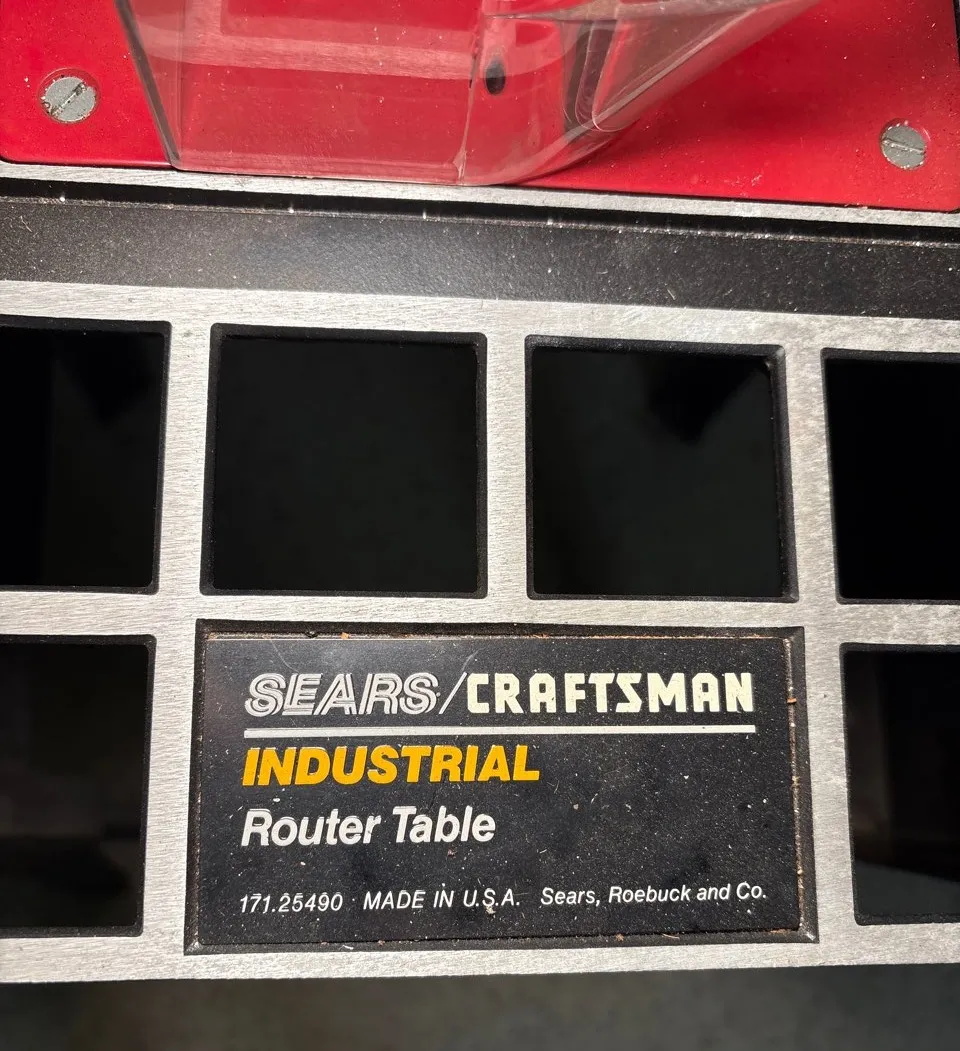 SEARS/CRAFTSMAN
INDUSTRIAL
Router Table
171.25490 · MADE IN U.S.A. Sears, Roebuck and Co.